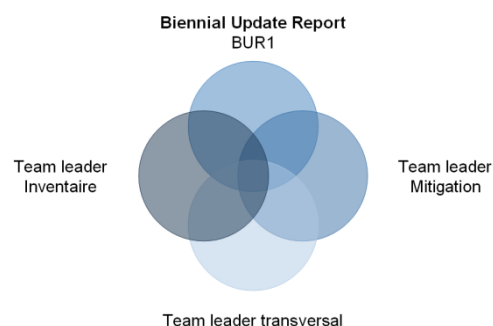 Biennial Update Report
BUR1
Team leader
Inventaire
Team leader
Mitigation
Team leader transversal